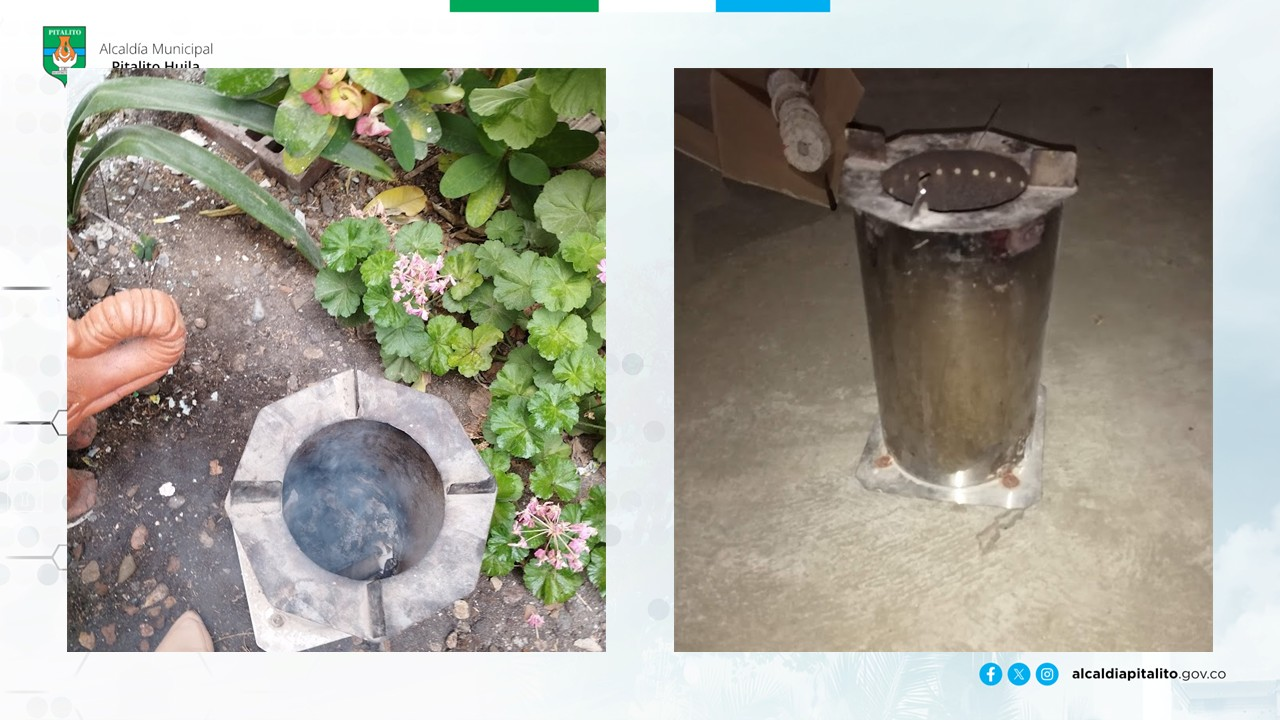 PITALITO
Alcaldía Municipal
Pitalito Huila
alcaldiapitalito.gov.co